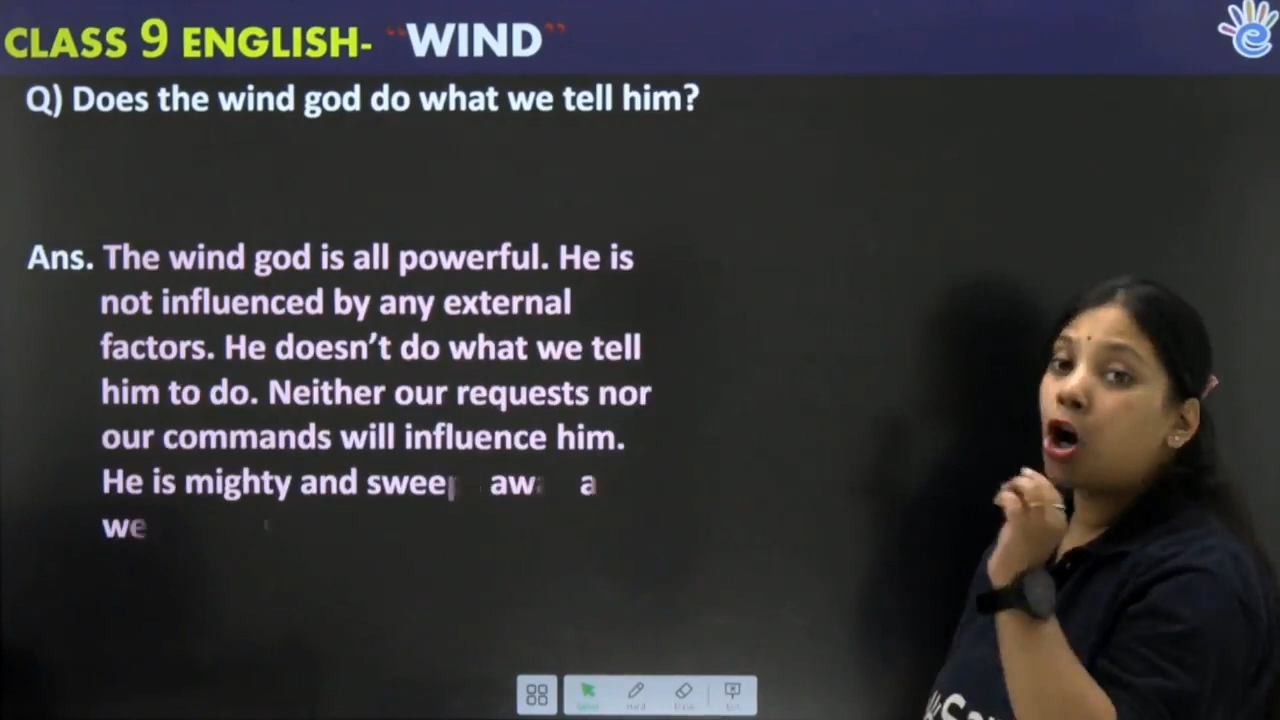 CLASS 9 ENGLISH- "WIND"
Q) Does the wind god do what we tell him?
Ans. The wind god is all powerful. He is
not influenced by any external
factors. He doesn't do what we tell
him to do. Neither our requests nor
our commands will influence him.
He is mighty and